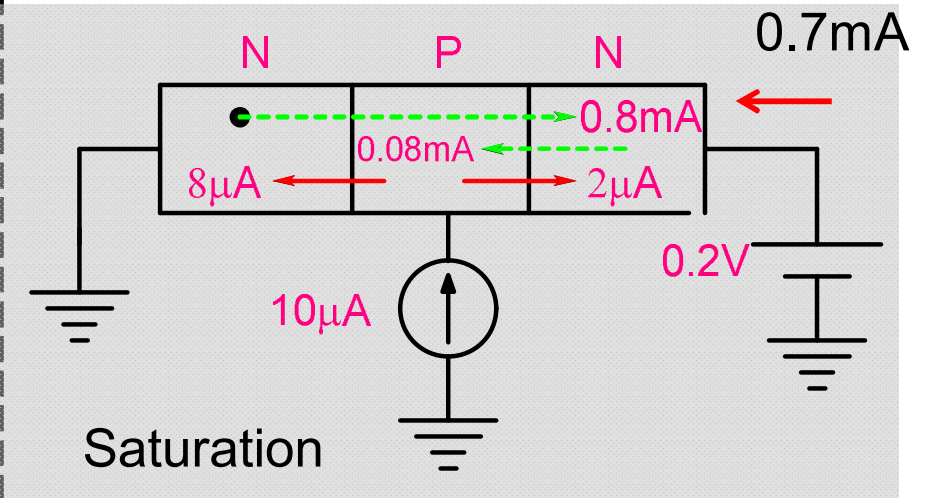 0.7mA
N P N
0.8mA
0.08mA
8μA 2μA
0.2V
10μA
Saturation